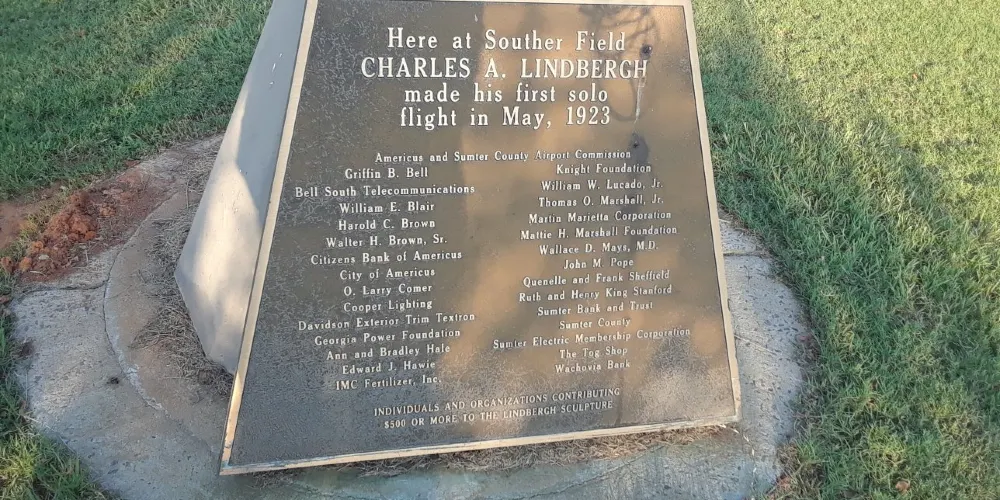 Here at Souther Field
CHARLES A. LINDBERGH
made his first solo
flight in May, 1923
Americus and Sumter County Airport Commission
Griffin B. Bell
Bell South Telecommunications
William E. Blair
Harold C. Brown
Walter H. Brown, Sr.
Citizens Bank of Americus
City of Americus
O. Larry Comer
Cooper Lighting
Davidson Exterior Trim Textron
Georgia Power Foundation
Ann and Bradley Hale
Edward J. Hawie
IMC Fertilizer, Inc.
Knight Foundation
William W. Lucado, Jr.
Thomas O. Marshall, Jr.
Martin Marietta Corporation
Mattie H. Marshall Foundation
Wallace D. Mays, M.D.
John M. Pope
Quenelle and Frank Sheffield
Ruth and Henry King Stanford
Sumter Bank and Trust
Sumter County
Sumter Electric Membership Corporation
The Tog Shop
Wachovia Bank
INDIVIDUALS AND ORGANIZATIONS CONTRIBUTING
$500 OR MORE TO THE LINDBERGH SCULPTURE